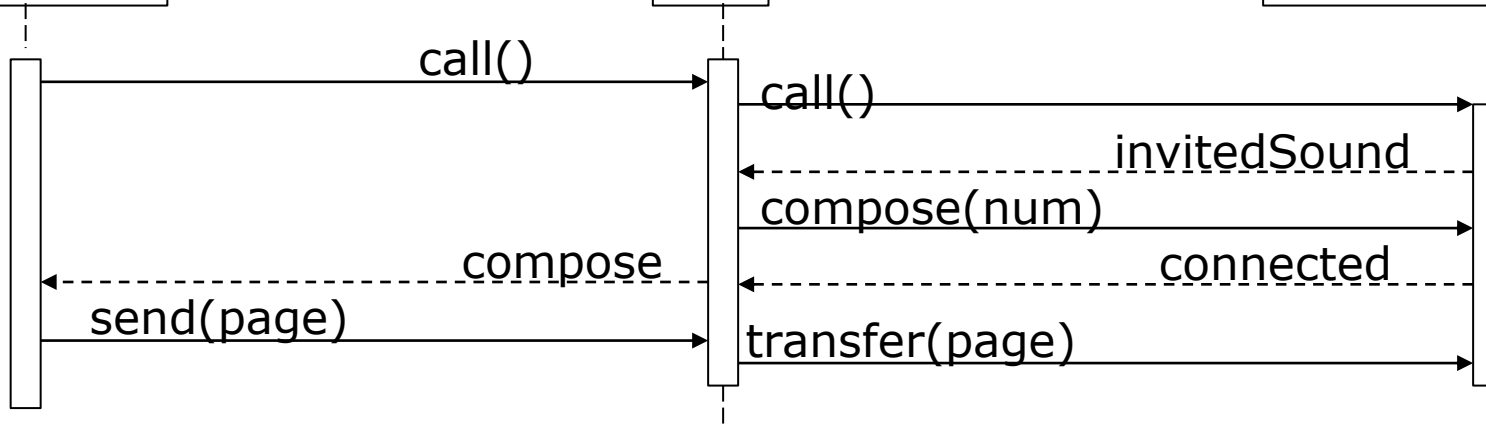 call()
call()
invitedSound
compose(num)
compose
connected
send(page)
transfer(page)